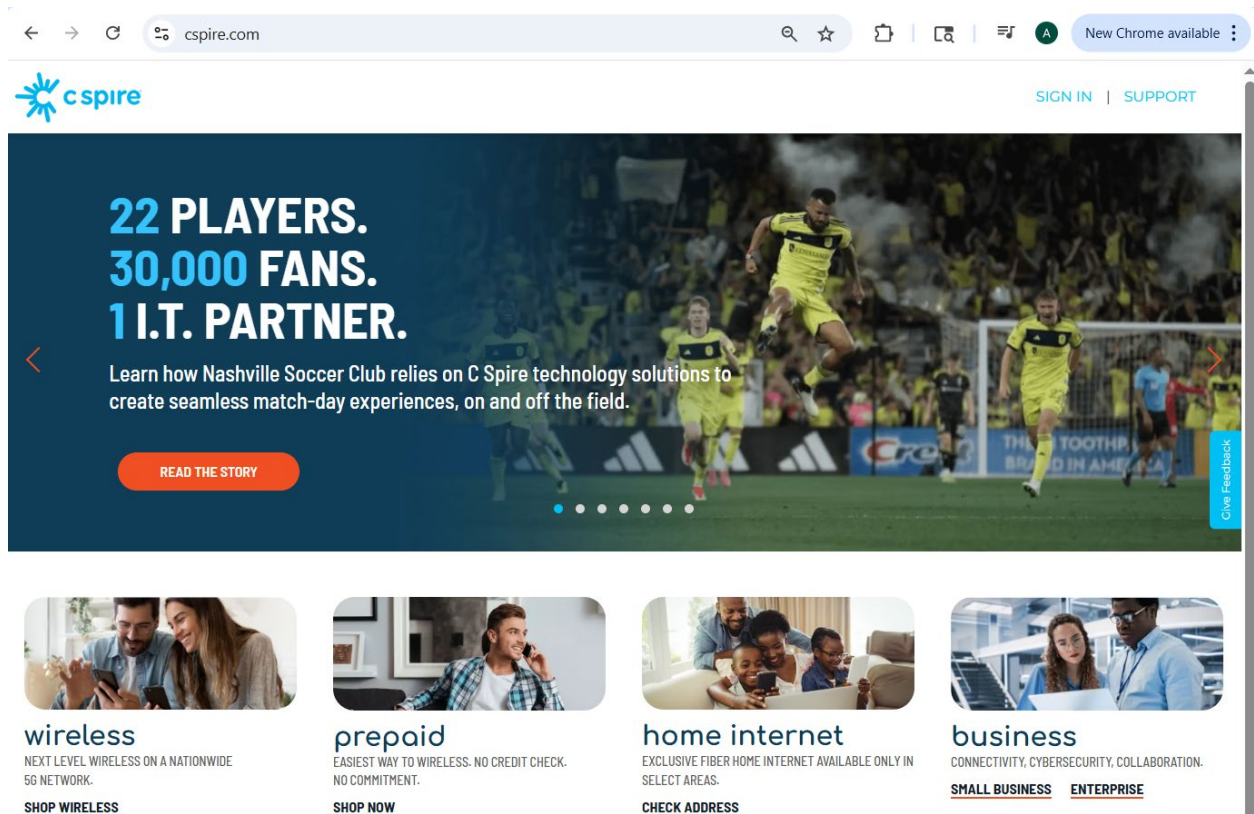 cspire.com
A
New Chrome available
c spire
SIGN IN | SUPPORT
22 PLAYERS.
30,000 FANS.
1 I.T. PARTNER.
Learn how Nashville Soccer Club relies on C Spire technology solutions to
create seamless match-day experiences, on and off the field.
READ THE STORY
Crest
Give Feedback
wireless
NEXT LEVEL WIRELESS ON A NATIONWIDE
5G NETWORK.
SHOP WIRELESS
prepaid
EASIEST WAY TO WIRELESS. NO CREDIT CHECK.
NO COMMITMENT.
SHOP NOW
home internet
EXCLUSIVE FIBER HOME INTERNET AVAILABLE ONLY IN
SELECT AREAS.
CHECK ADDRESS
business
CONNECTIVITY, CYBERSECURITY, COLLABORATION.
SMALL BUSINESS ENTERPRISE